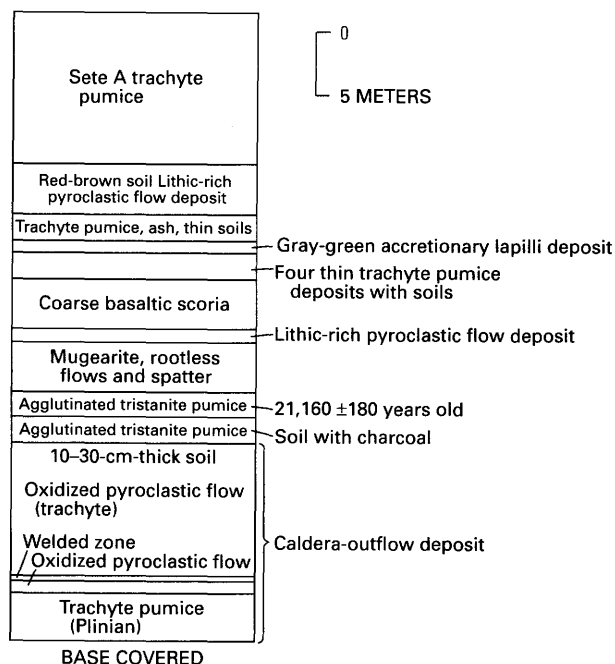 0
5 METERS
Sete A trachyte
pumice
Red-brown soil Lithic-rich
pyroclastic flow deposit
Trachyte pumice, ash, thin soils
Gray-green accretionary lapilli deposit
Four thin trachyte pumice
deposits with soils
Coarse basaltic scoria
Lithic-rich pyroclastic flow deposit
Mugearite, rootless
flows and spatter
Agglutinated tristanite pumice
21,160 ±180 years old
Agglutinated tristanite pumice
Soil with charcoal
10–30-cm-thick soil
Oxidized pyroclastic flow
(trachyte)
Caldera-outflow deposit
Welded zone
Oxidized pyroclastic flow
Trachyte pumice
(Plinian)
BASE COVERED